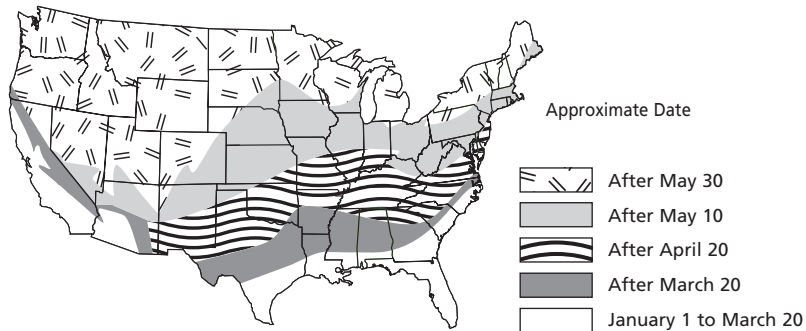 Approximate Date
After May 30
After May 10
After April 20
After March 20
January 1 to March 20